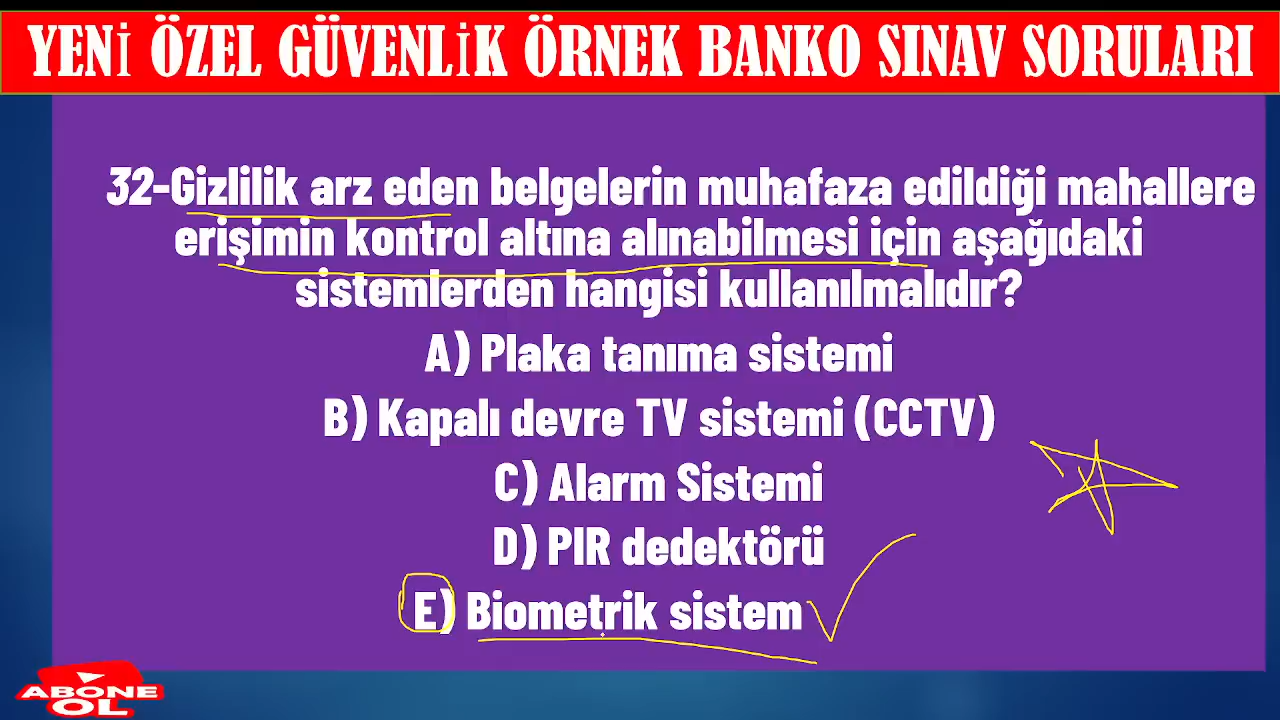 YENİ ÖZEL GÜVENLİK ÖRNEK BANKO SINAV SORULARI
32-Gizlilik arz eden belgelerin muhafaza edildiği mahallere
erişimin kontrol altına alınabilmesi için aşağıdaki
sistemlerden hangisi kullanılmalıdır?
A) Plaka tanıma sistemi
B) Kapalı devre TV sistemi (CCTV)
C) Alarm Sistemi
D) PIR dedektörü
E) Biometrik sistem
ABONE
OL